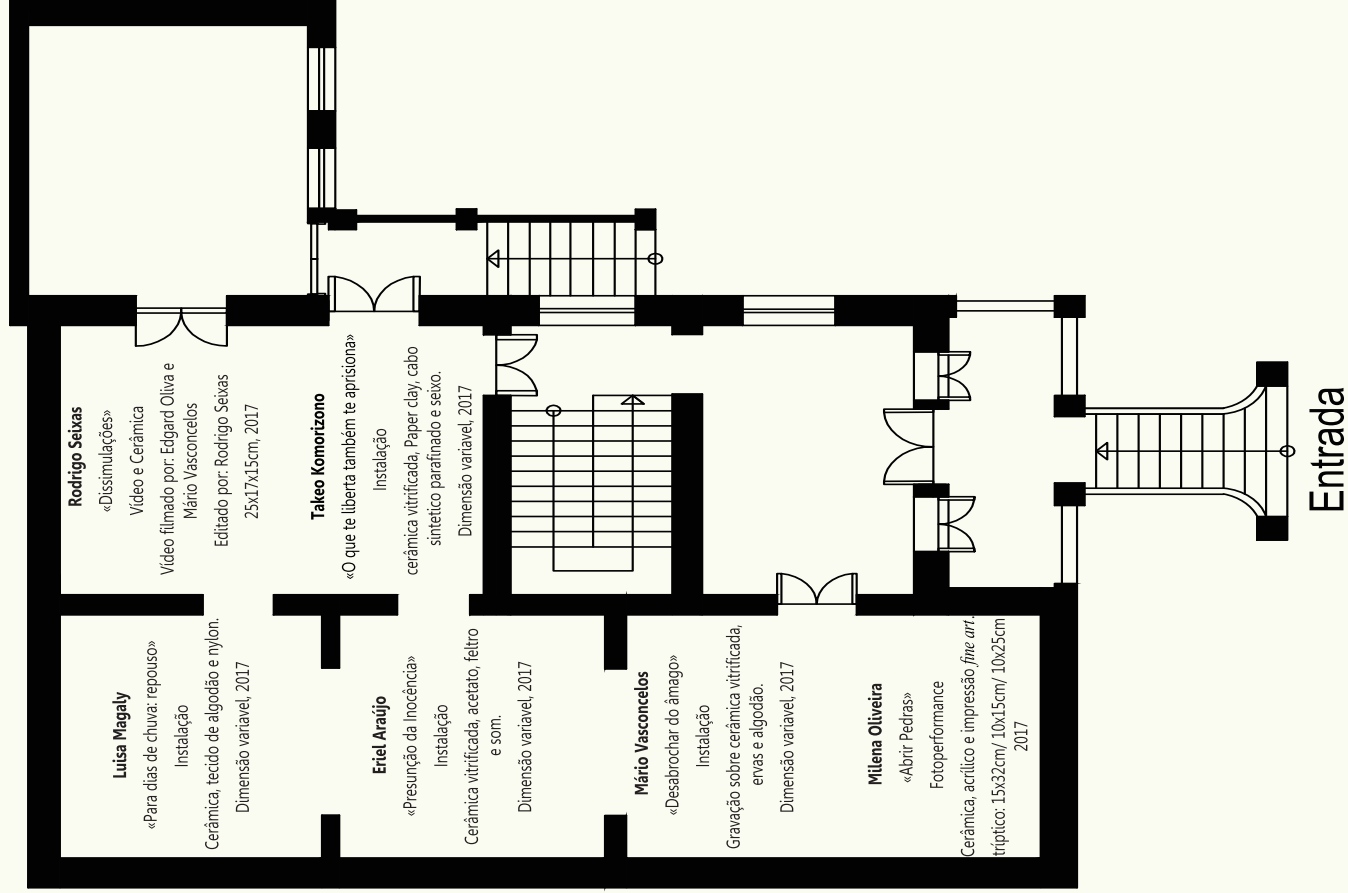 Rodrigo Seixas
«Dissimulações»
Vídeo e Cerâmica
Vídeo filmado por: Edgard Oliva e
Mário Vasconcelos
Editado por: Rodrigo Seixas
25x17x15cm, 2017
Takeo Komorizono
«O que te liberta também te aprisiona»
Instalação
cerâmica vitrificada, Paper clay, cabo
sintetico parafinado e seixo.
Dimensão variavel, 2017
Luisa Magaly
«Para dias de chuva: repouso»
Instalação
Cerâmica, tecido de algodão e nylon.
Dimensão variavel, 2017
Eriel Araújo
«Presunção da Inocência»
Instalação
Cerâmica vitrificada, acetato, feltro
e som.
Dimensão variavel, 2017
Mário Vasconcelos
«Desabrochar do âmago»
Instalação
Gravação sobre cerâmica vitrificada,
ervas e algodão.
Dimensão variavel, 2017
Milena Oliveira
«Abrir Pedras»
Fotoperformance
Cerâmica, acrílico e impressão fine art.
tríptico: 15x32cm/ 10x15cm/ 10x25cm
2017
Entrada